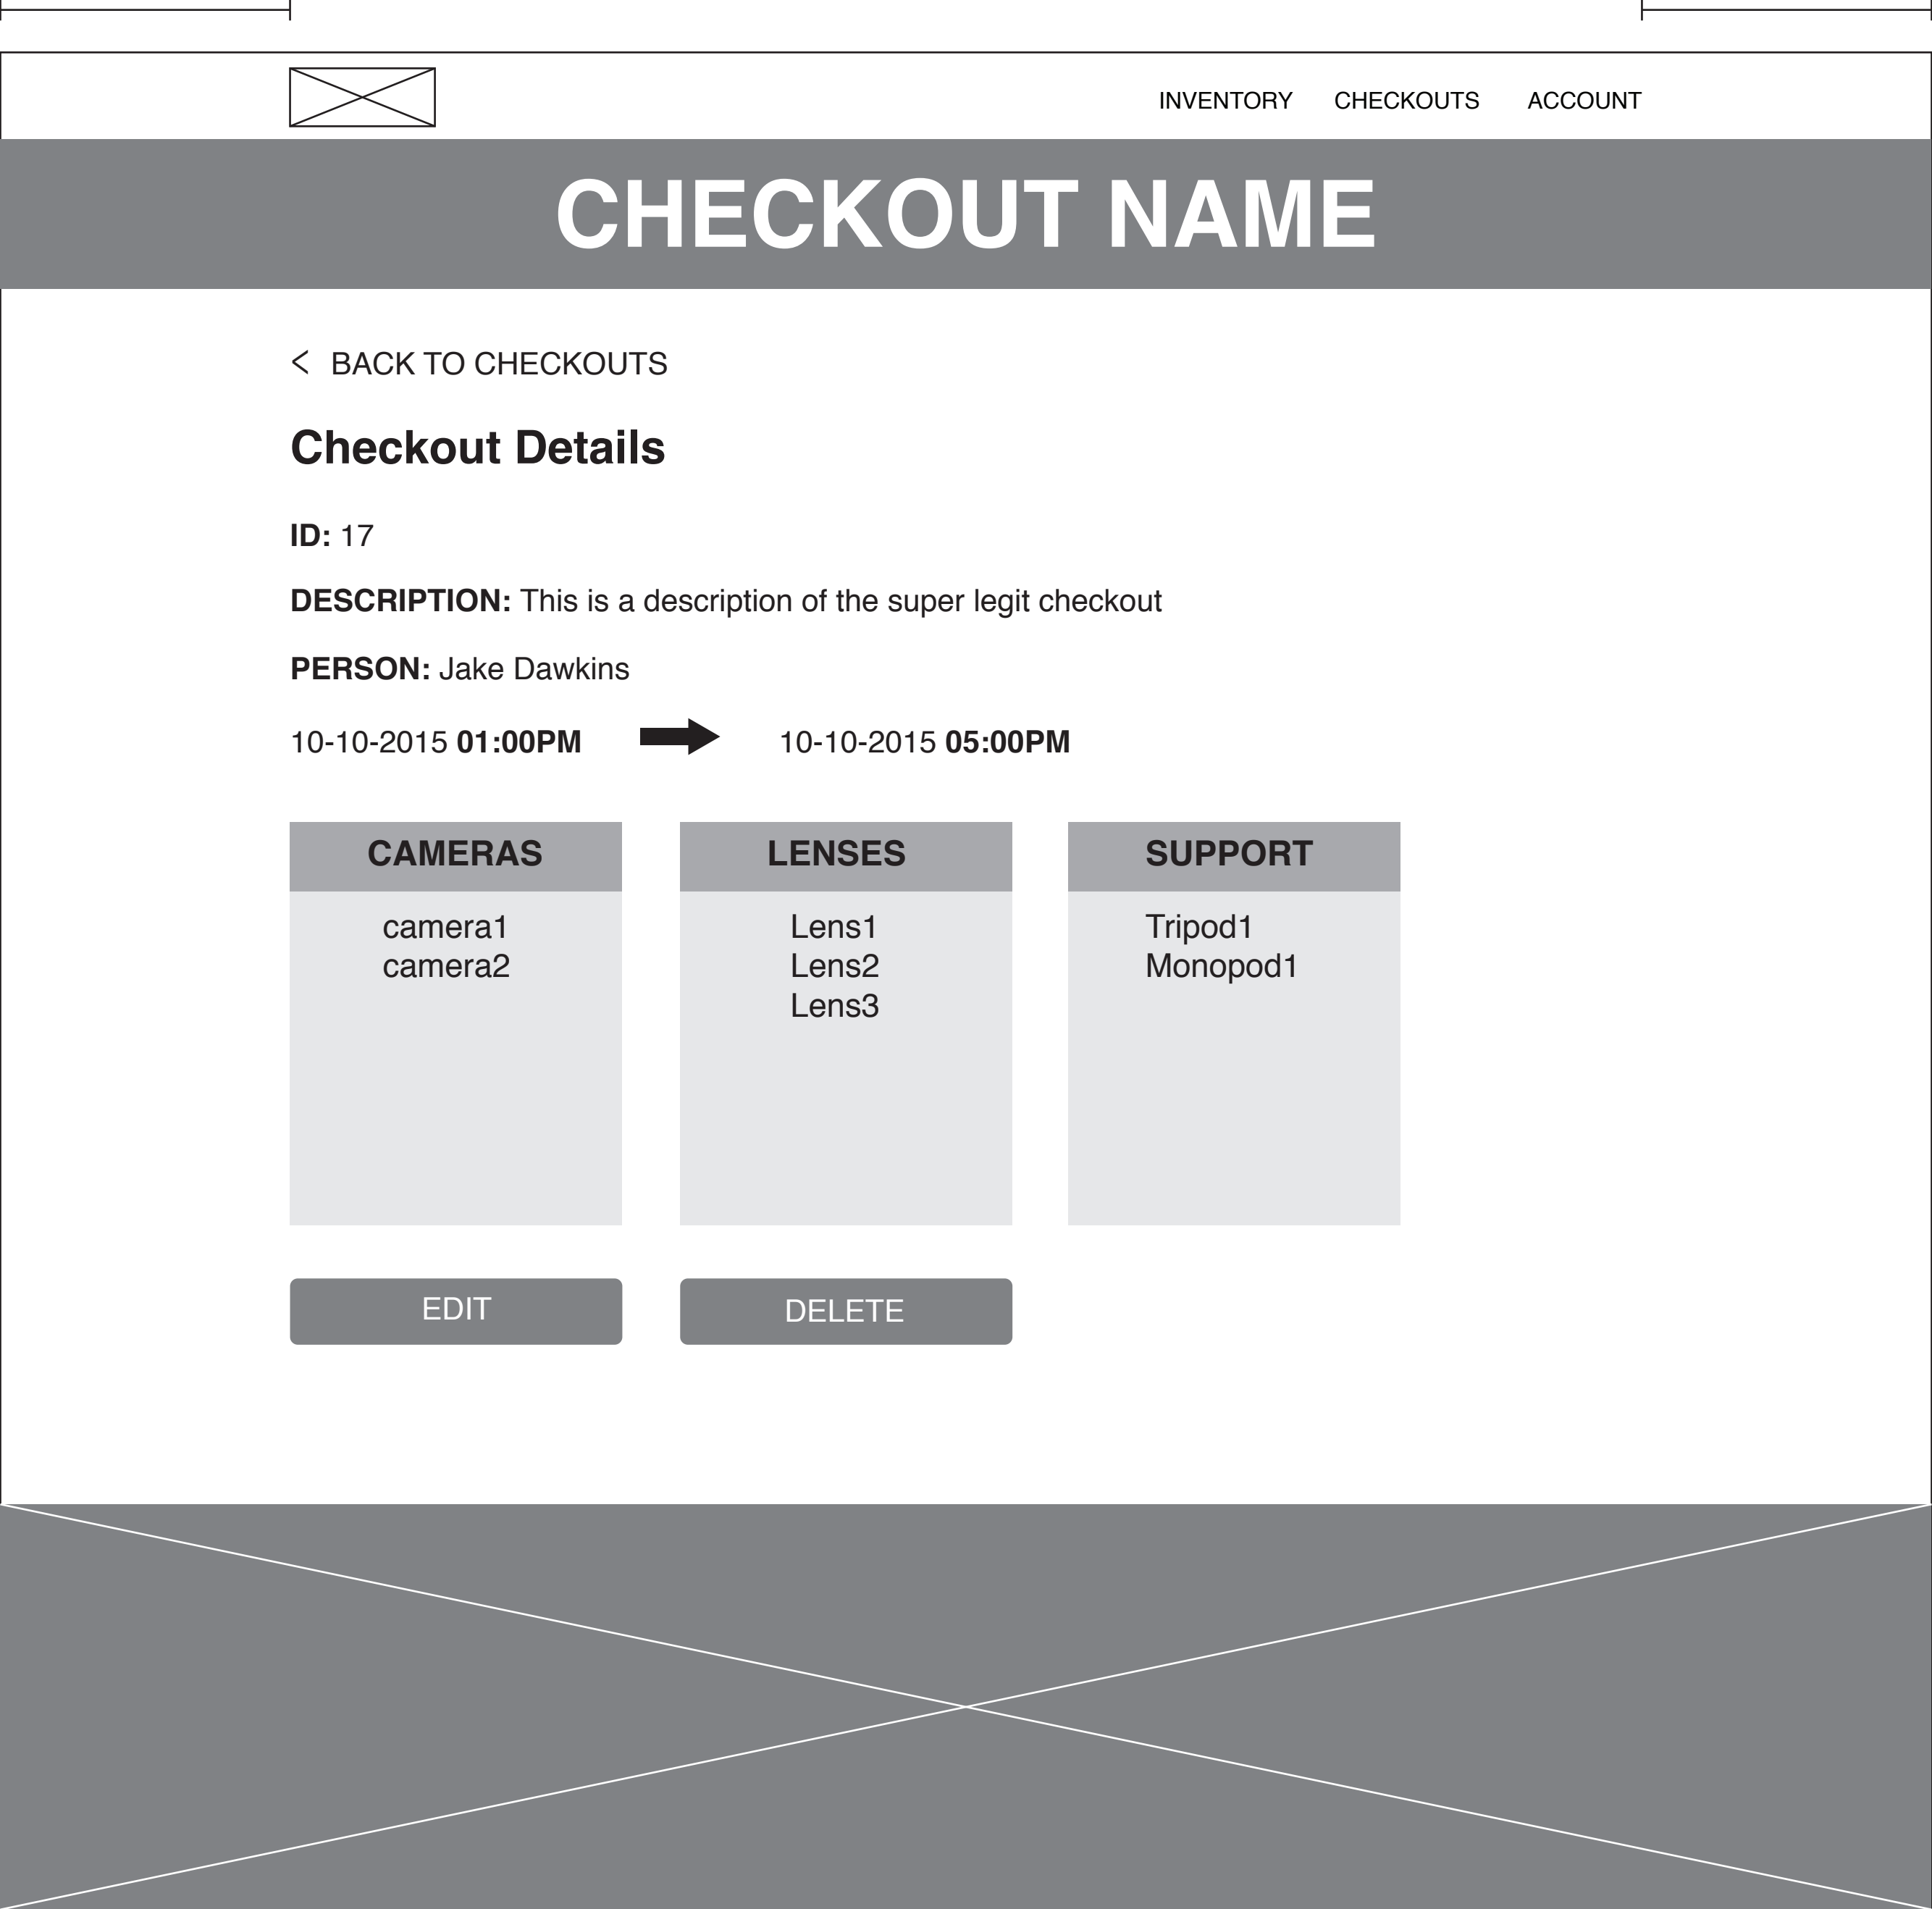 INVENTORY CHECKOUTS ACCOUNT
CHECKOUT NAME
< BACK TO CHECKOUTS
Checkout Details
ID: 17
DESCRIPTION: This is a description of the super legit checkout
PERSON: Jake Dawkins
10-10-2015 01:00PM 10-10-2015 05:00PM
CAMERAS
camera1
camera2
LENSES
Lens1
Lens2
Lens3
SUPPORT
Tripod1
Monopod1
EDIT
DELETE